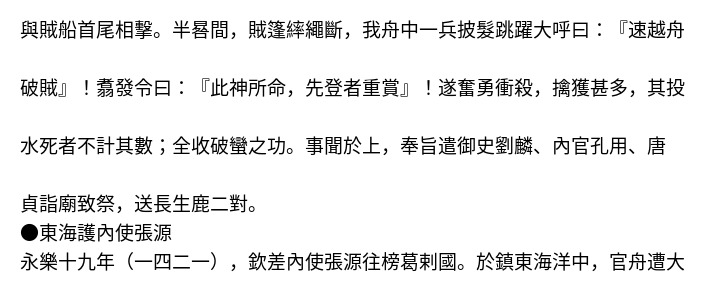 與賊船首尾相擊。半晷間，賊篷繂繩斷，我舟中一兵披髮跳躍大呼曰：『速越舟
破賊』！翥發令曰：『此神所命，先登者重賞』！遂奮勇衝殺，擒獲甚多，其投
水死者不計其數；全收破蠻之功。事聞於上，奉旨遣御史劉麟、內官孔用、唐
貞詣廟致祭，送長生鹿二對。
●東海護內使張源
永樂十九年（一四二一），欽差內使張源往榜葛剌國。於鎮東海洋中，官舟遭大